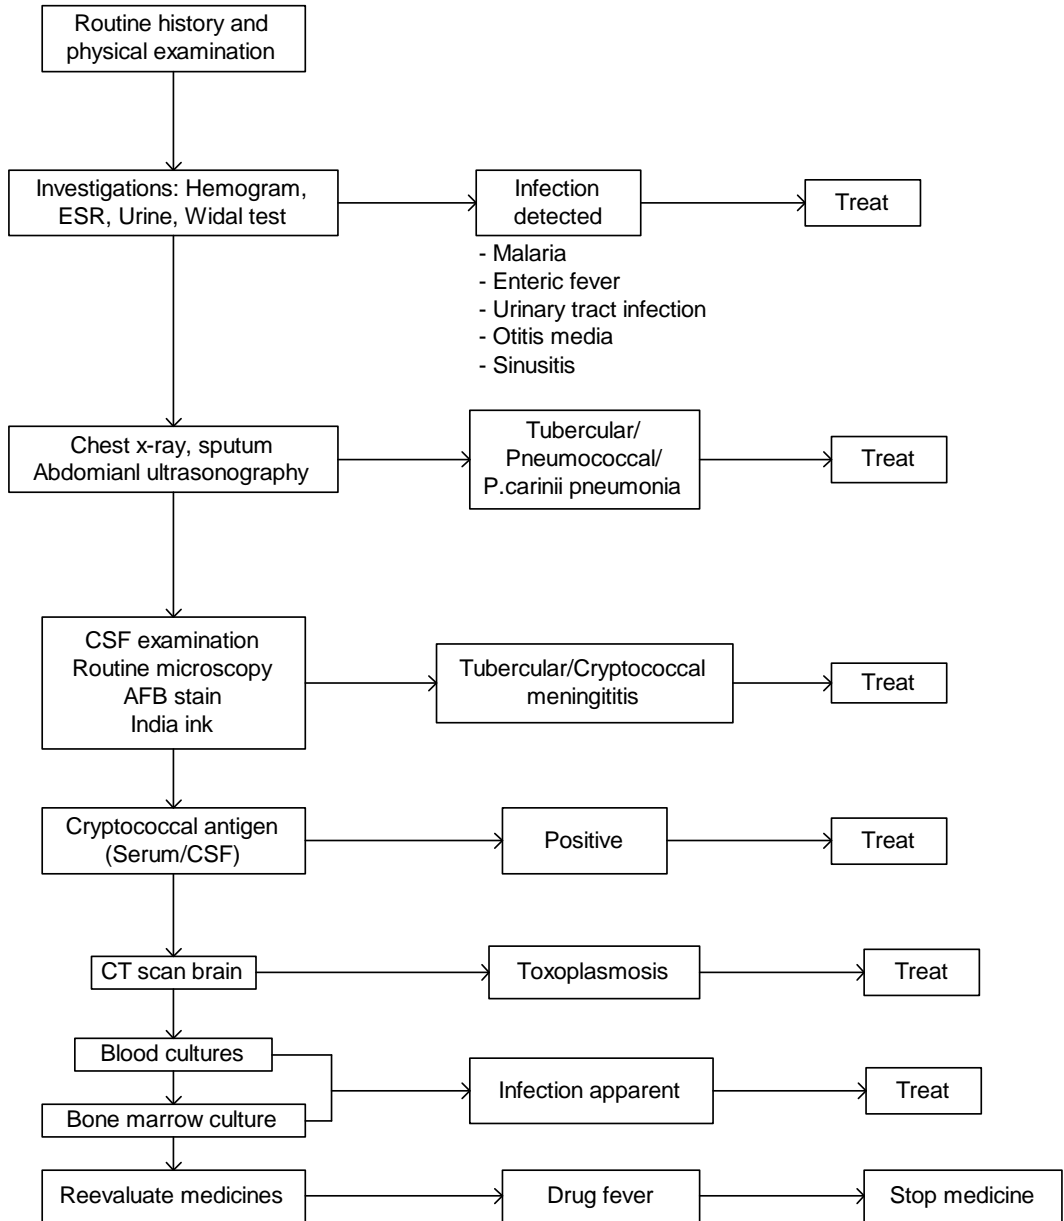 Routine history and
physical examination
Investigations: Hemogram,
ESR, Urine, Widal test
Infection
detected
Treat
- Malaria
- Enteric fever
- Urinary tract infection
- Otitis media
- Sinusitis
Chest x-ray, sputum
Abdomianl ultrasonography
Tubercular/
Pneumococcal/
P.carinii pneumonia
Treat
CSF examination
Routine microscopy
AFB stain
India ink
Tubercular/Cryptococcal
meningititis
Treat
Cryptococcal antigen
(Serum/CSF)
Positive
Treat
CT scan brain
Toxoplasmosis
Treat
Blood cultures
Bone marrow culture
Infection apparent
Treat
Reevaluate medicines
Drug fever
Stop medicine